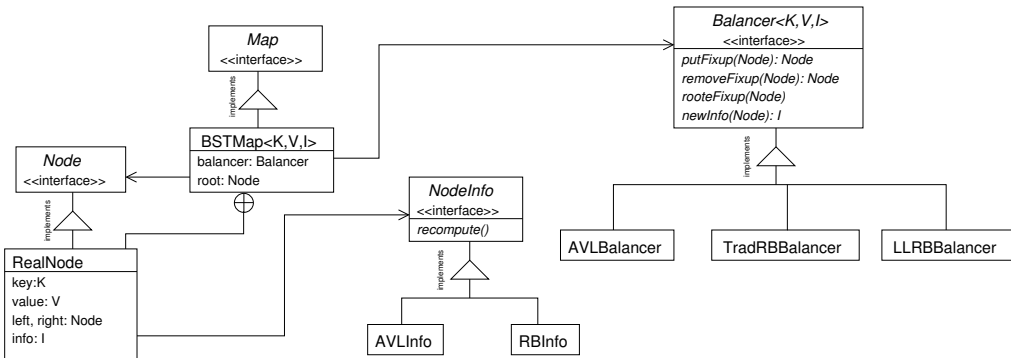 Map
<<interface>>
implements
BSTMap<K,V,I>
balancer: Balancer
root: Node
Balancer<K,V,I>
<<interface>>
putFixup(Node): Node
removeFixup(Node): Node
rooteFixup(Node)
newInfo(Node): I
implements
AVLBalancer
TradRBBalancer
LLRBBalancer
Node
<<interface>>
implements
RealNode
key:K
value: V
left, right: Node
info: I
NodeInfo
<<interface>>
recompute()
implements
AVLInfo
RBInfo